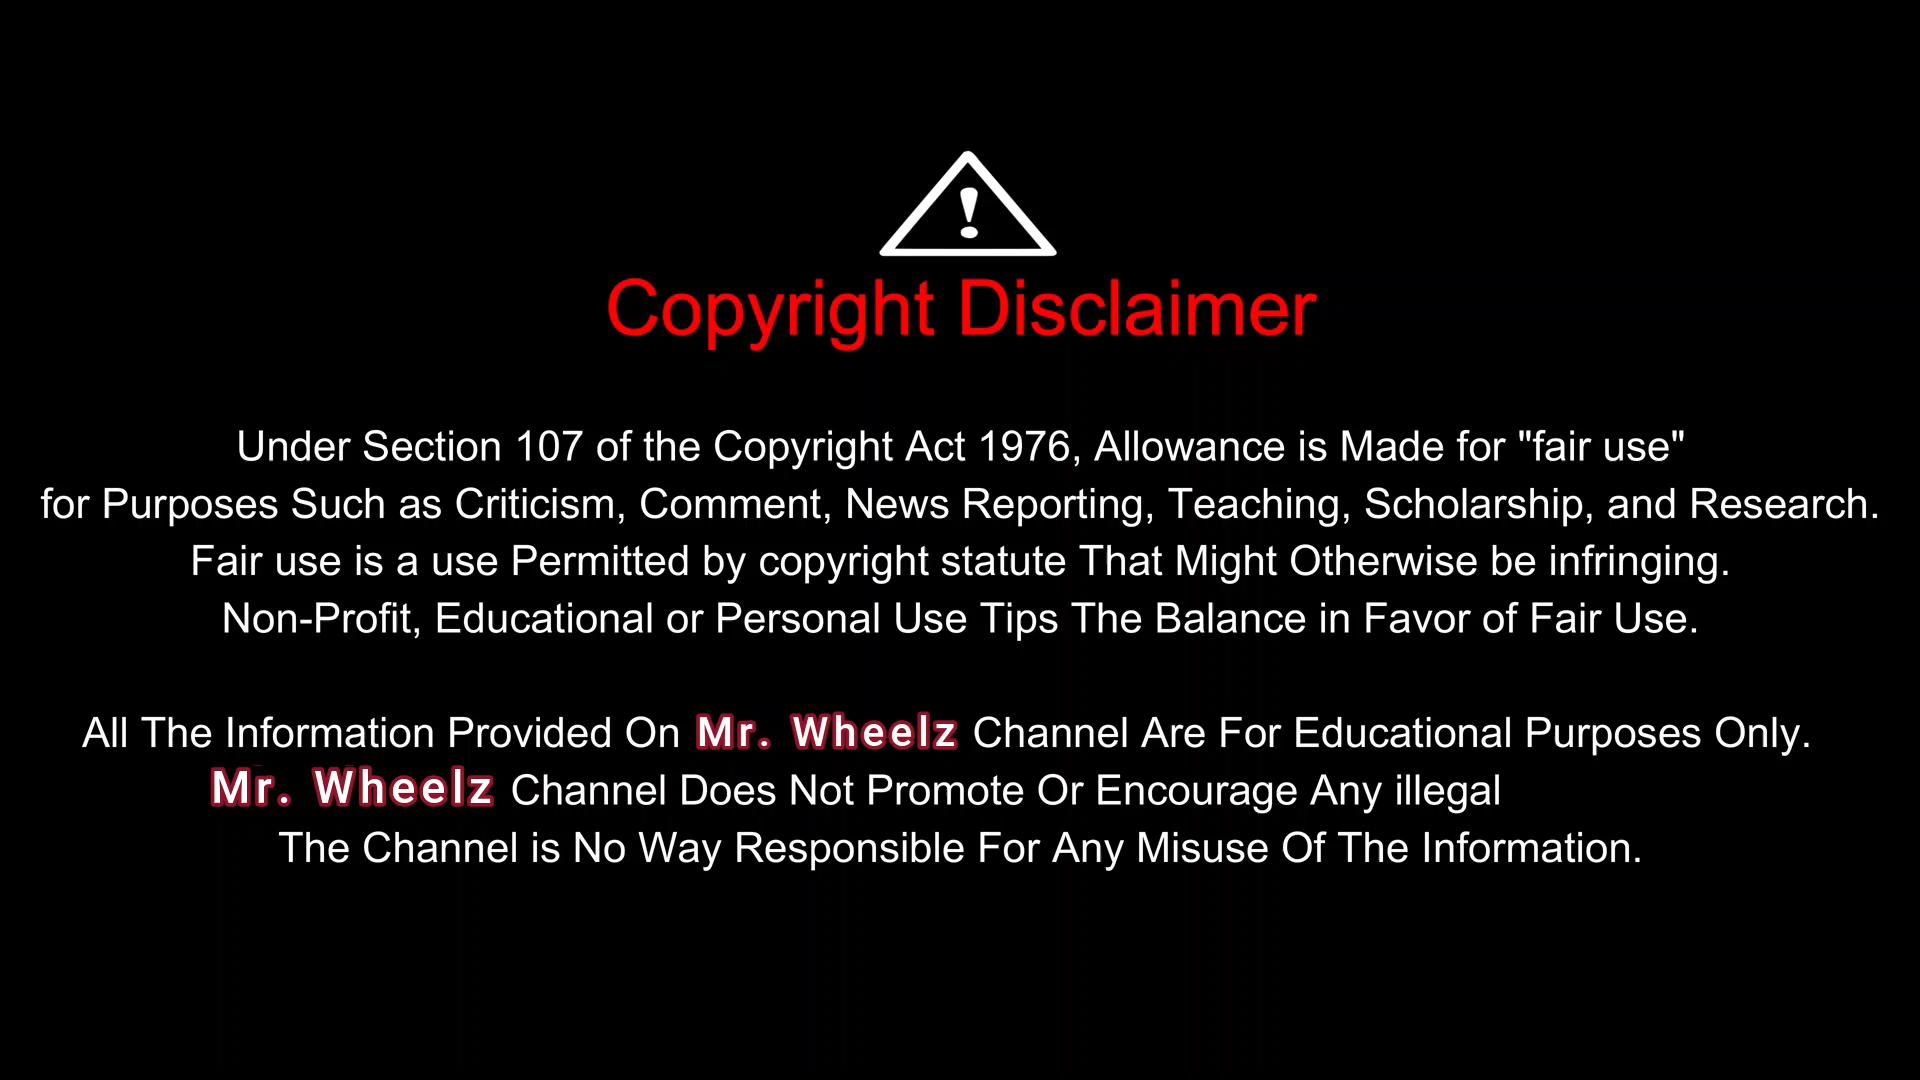 !
Copyright Disclaimer
Under Section 107 of the Copyright Act 1976, Allowance is Made for "fair use"
for Purposes Such as Criticism, Comment, News Reporting, Teaching, Scholarship, and Research.
Fair use is a use Permitted by copyright statute That Might Otherwise be infringing.
Non-Profit, Educational or Personal Use Tips The Balance in Favor of Fair Use.
All The Information Provided On Mr. Wheelz Channel Are For Educational Purposes Only.
Mr. Wheelz Channel Does Not Promote Or Encourage Any illegal
The Channel is No Way Responsible For Any Misuse Of The Information.